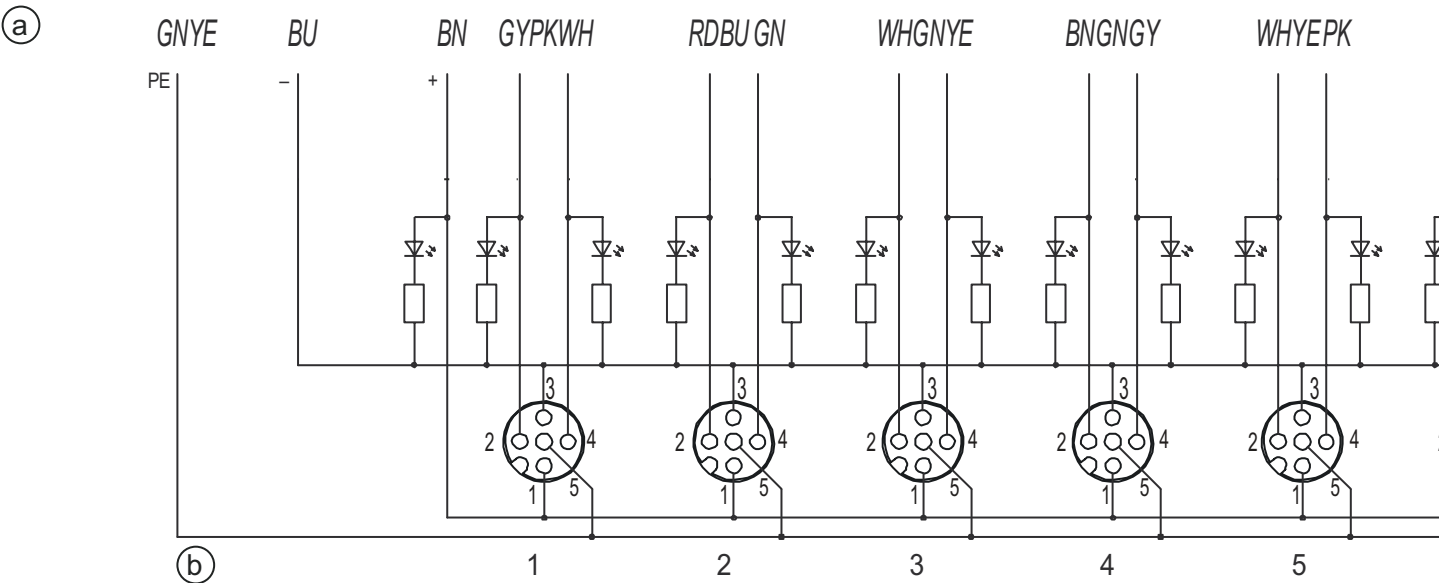 a
GNYE BU BN GYPKWH RDBU GN WHGNYE BNGNGY WHYEPK
PE – +
3 3 3 3 3
2 4 2 4 2 4 2 4 2 4
1 5 1 5 1 5 1 5 1 5
b 1 2 3 4 5